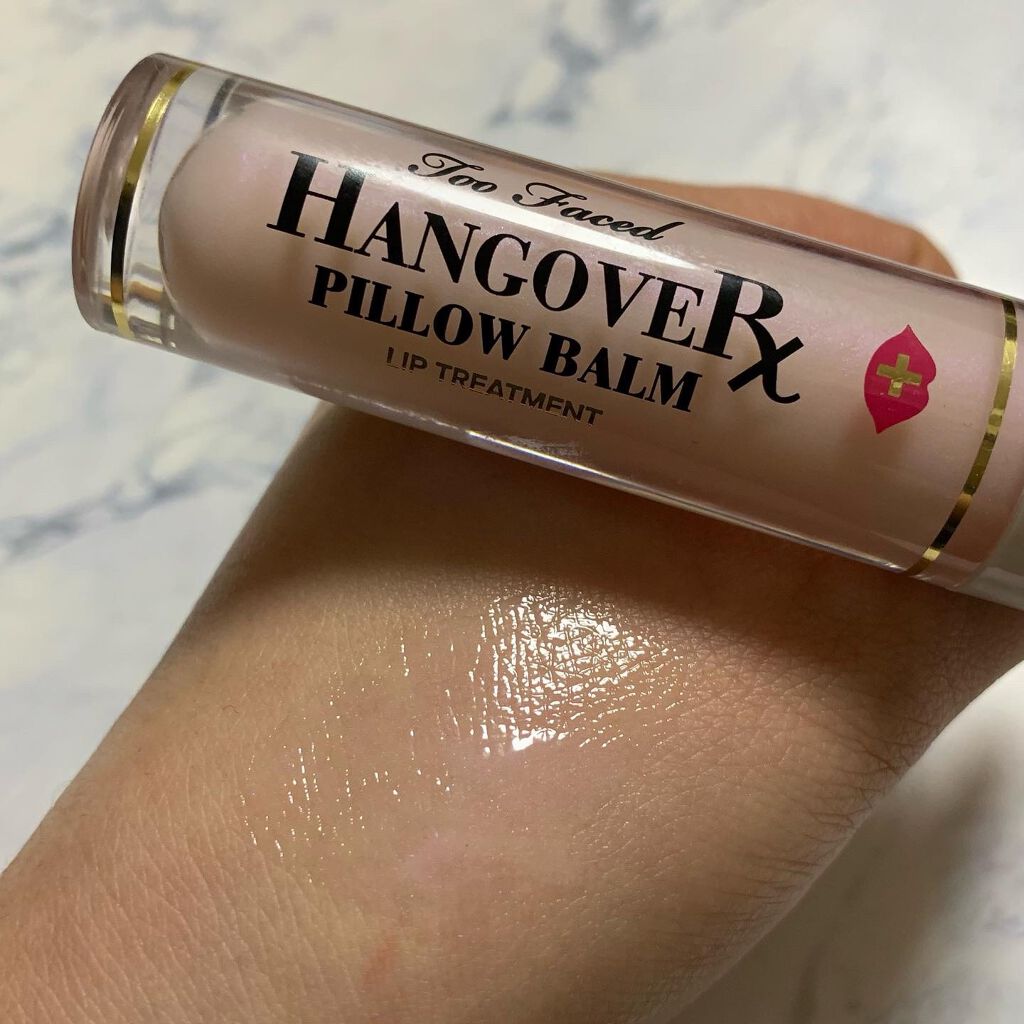 Too Faced
HANGOVERx
PILLOW BALM
LIP TREATMENT